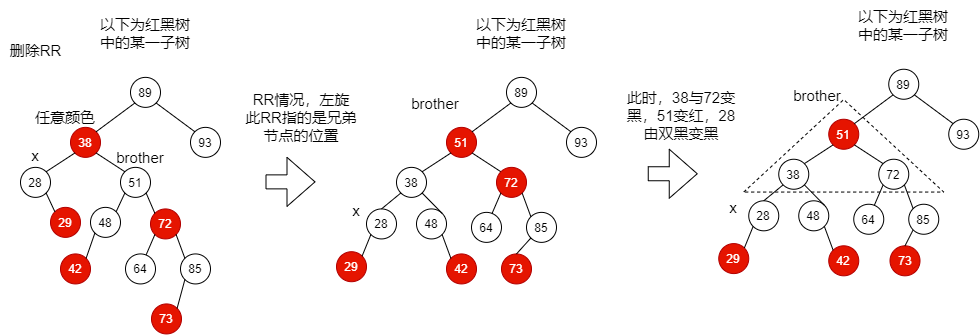 删除RR
以下为红黑树
中的某一子树
89
任意颜色
38
93
x
brother
28
51
29
48
72
42
64
85
73
RR情况，左旋
此RR指的是兄弟
节点的位置
以下为红黑树
中的某一子树
brother
89
51
93
38
72
x
28
48
64
85
29
42
73
此时，38与72变
黑，51变红，28
由双黑变黑
以下为红黑树
中的某一子树
89
brother
51
93
38
72
x
28
48
64
85
29
42
73